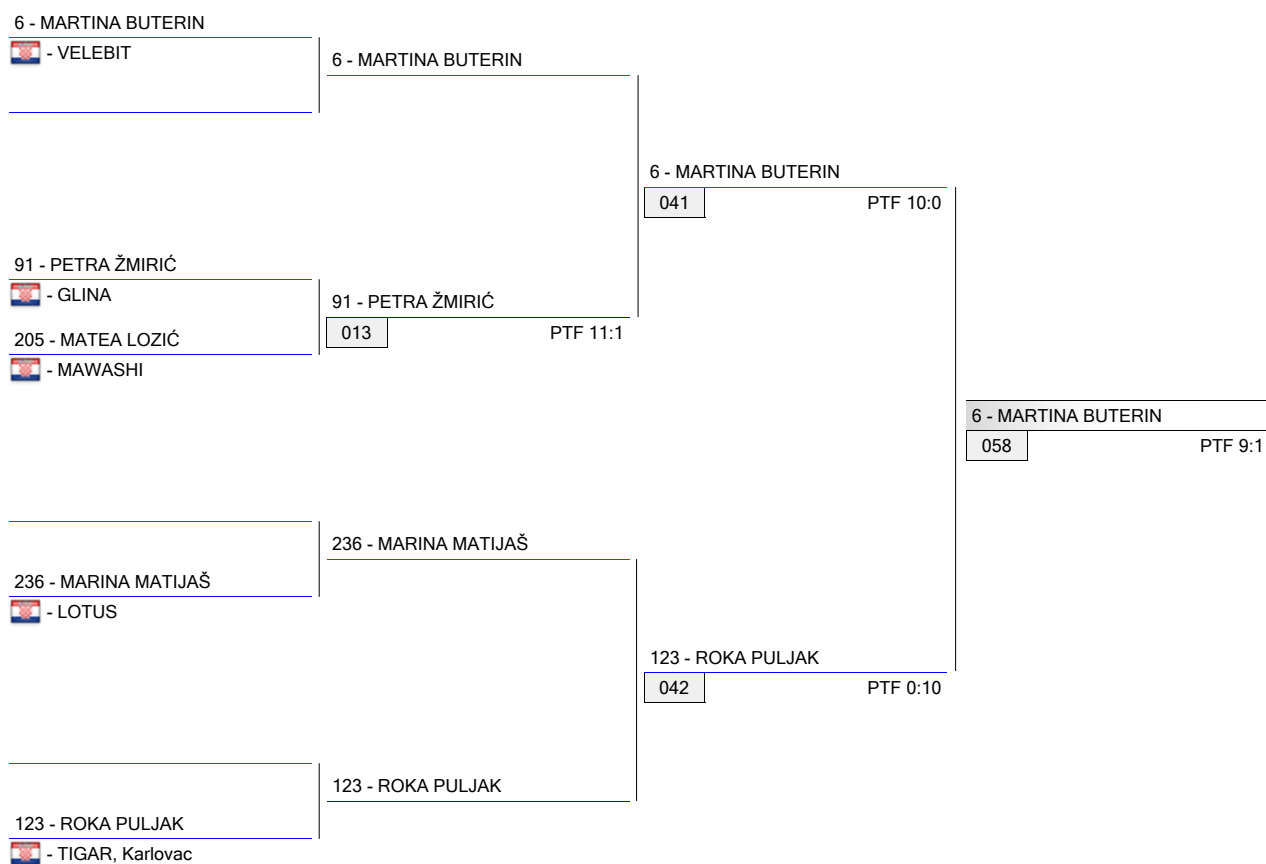 6 - MARTINA BUTERIN
- VELEBIT
6 - MARTINA BUTERIN
6 - MARTINA BUTERIN
041 PTF 10:0
91 - PETRA ŽMIRIĆ
- GLINA
91 - PETRA ŽMIRIĆ
013 PTF 11:1
205 - MATEA LOZIĆ
- MAWASHI
6 - MARTINA BUTERIN
058 PTF 9:1
236 - MARINA MATIJAŠ
236 - MARINA MATIJAŠ
- LOTUS
123 - ROKA PULJAK
042 PTF 0:10
123 - ROKA PULJAK
123 - ROKA PULJAK
- TIGAR, Karlovac